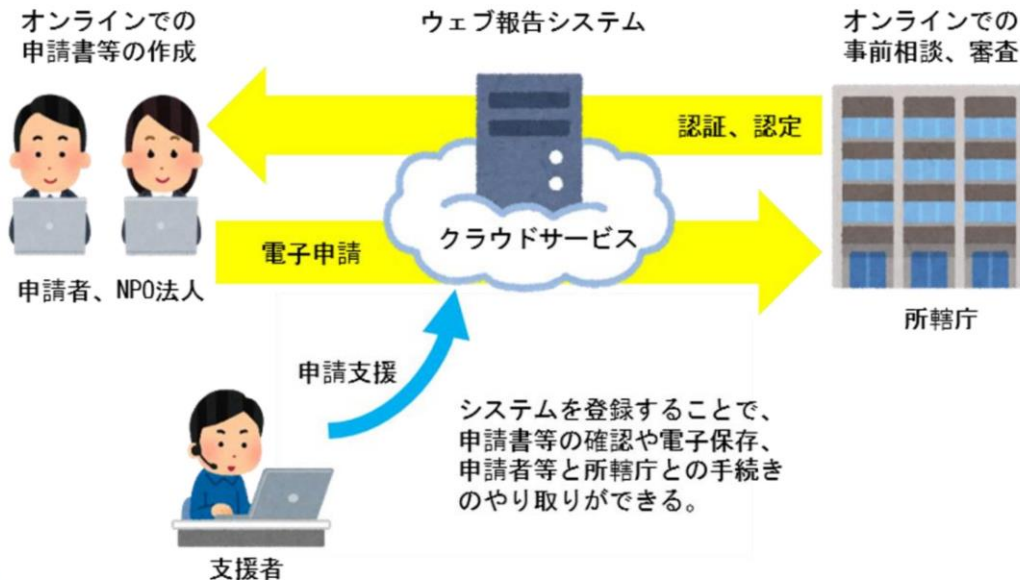 オンラインでの
申請書等の作成
ウェブ報告システム
オンラインでの
事前相談、審査
認証、認定
クラウドサービス
電子申請
申請者、NPO法人
所轄庁
申請支援
システムを登録することで、
申請書等の確認や電子保存、
申請者等と所轄庁との手続き
のやり取りができる。
支援者